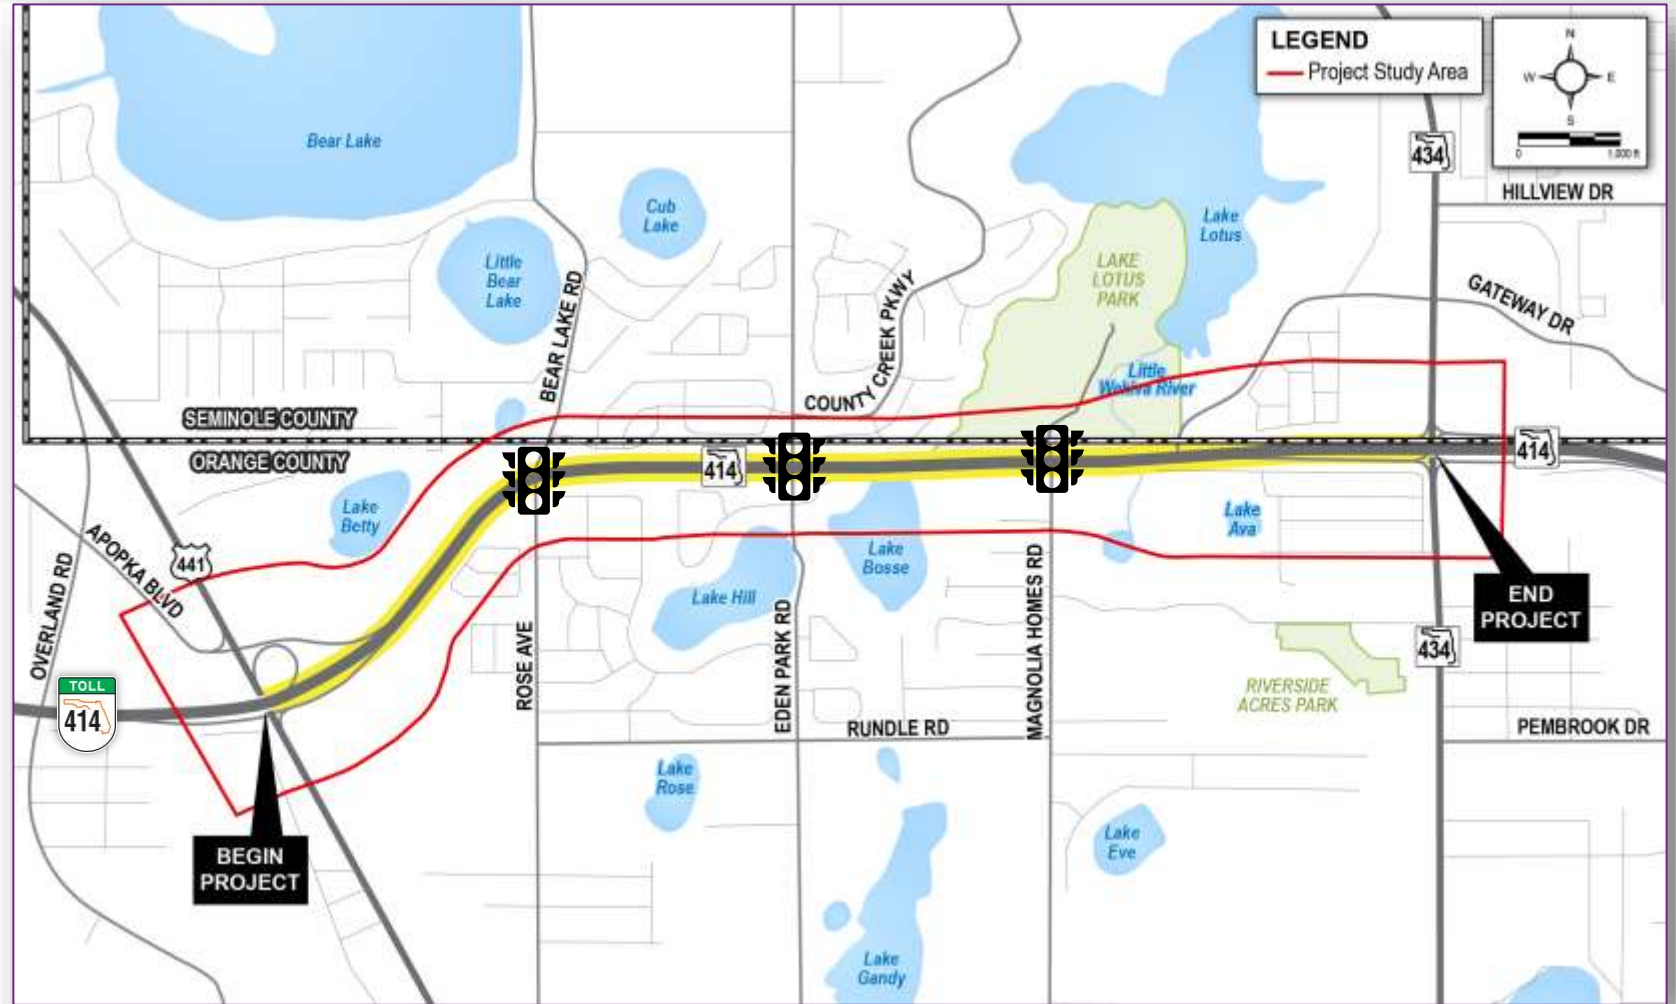 LEGEND
Project Study Area
N
W
E
S
0
1,000 ft
Bear Lake
Cub
Lake
Little
Bear
Lake
BEAR LAKE RD
COUNTY CREEK PKWY
LAKE
LOTUS
PARK
Lake
Lotus
434
HILLVIEW DR
GATEWAY DR
Little
Wekiva River
SEMINOLE COUNTY
ORANGE COUNTY
414
414
Lake
Betty
441
APOPKA BLVD
OVERLAND RD
TOLL
414
Lake Hill
Lake
Bosse
Lake
Ava
ROSE AVE
EDEN PARK RD
MAGNOLIA HOMES RD
RUNDLE RD
END
PROJECT
434
RIVERSIDE
ACRES PARK
PEMBROOK DR
BEGIN
PROJECT
Lake
Rose
Lake
Eve
Lake
Gandy